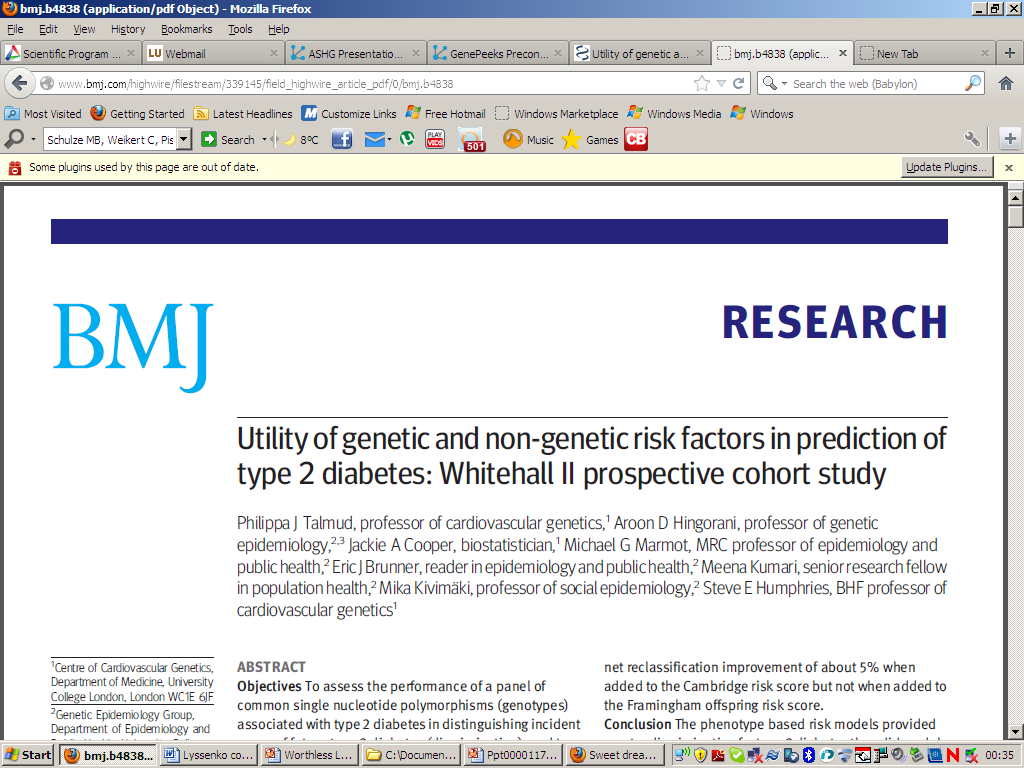 bmj.b4838 (application/pdf Object) - Mozilla Firefox
File Edit View History Bookmarks Tools Help
Scientific Program ... LU Webmail ASHG Presentatio... GenePeeks Precon... Utility of genetic a... bmj.b4838 (applic... New Tab
www.bmj.com/highwire/filestream/339145/field_highwire_article_pdf/0/bmj.b4838 Search the web (Babylon)
Most Visited Getting Started Latest Headlines Customize Links Free Hotmail Windows Marketplace Windows Media Windows
Schulze MB, Weikert C, Pis Search 8ºC PLAY VIDS 501 Music Games CB
Some plugins used by this page are out of date. Update Plugins...
BMJ
RESEARCH
Utility of genetic and non-genetic risk factors in prediction of
type 2 diabetes: Whitehall II prospective cohort study
Philippa J Talmud, professor of cardiovascular genetics,1 Aroon D Hingorani, professor of genetic
epidemiology,2,3 Jackie A Cooper, biostatistician,1 Michael G Marmot, MRC professor of epidemiology and
public health,2 Eric J Brunner, reader in epidemiology and public health,2 Meena Kumari, senior research fellow
in population health,2 Mika Kivimäki, professor of social epidemiology,2 Steve E Humphries, BHF professor of
cardiovascular genetics1
1Centre of Cardiovascular Genetics,
Department of Medicine, University
College London, London WC1E 6JF
2Genetic Epidemiology Group,
Department of Epidemiology and
ABSTRACT
Objectives To assess the performance of a panel of
common single nucleotide polymorphisms (genotypes)
associated with type 2 diabetes in distinguishing incident
net reclassification improvement of about 5% when
added to the Cambridge risk score but not when added to
the Framingham offspring risk score.
Conclusion The phenotype based risk models provided
Start bmj.b4838... Lyssenko co... Worthless I... C:\Documen... Ppt0000117... Sweet drea... 00:35